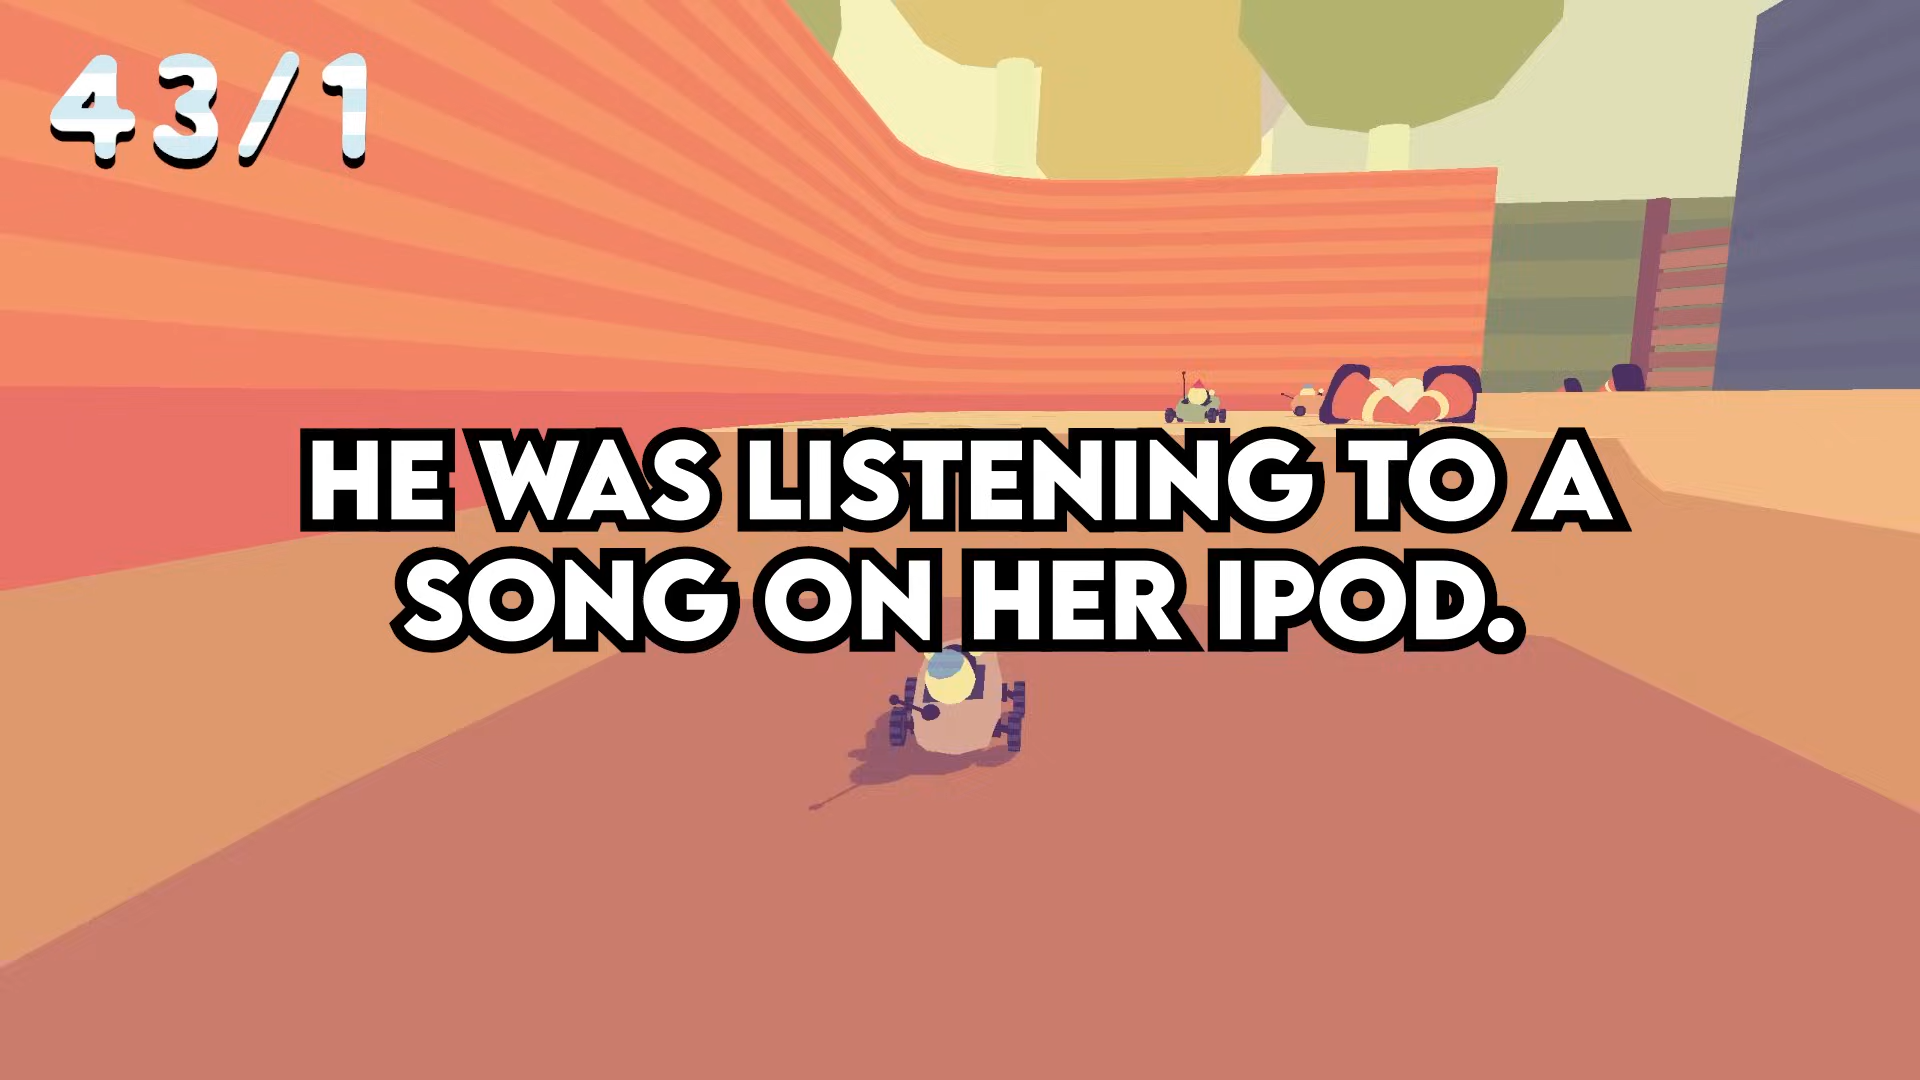 43/1
HE WAS LISTENING TO A
SONG ON HER IPOD.